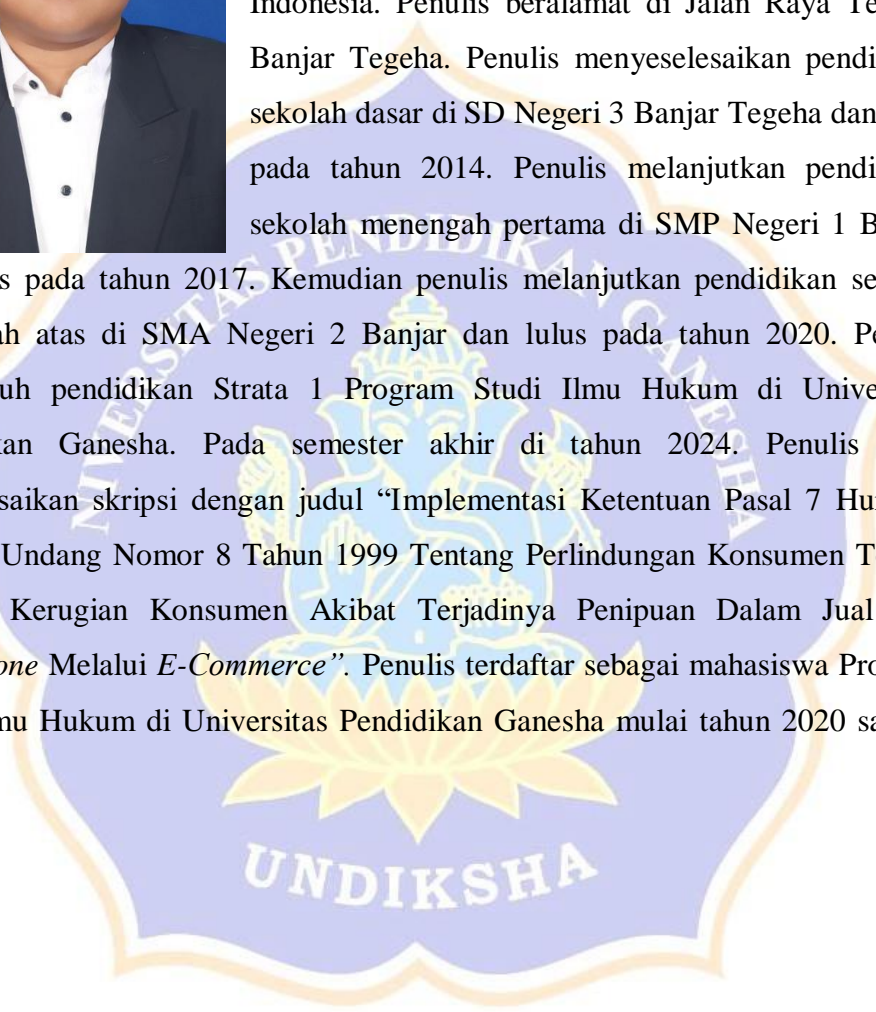 Indonesia. Penulis beralamat di Jalan Raya Te
Banjar Tegeha. Penulis menyeselesaikan pendi
sekolah dasar di SD Negeri 3 Banjar Tegeha dan
pada tahun 2014. Penulis melanjutkan pendi
sekolah menengah pertama di SMP Negeri 1 B
s pada tahun 2017. Kemudian penulis melanjutkan pendidikan se
ah atas di SMA Negeri 2 Banjar dan lulus pada tahun 2020. Pe
uh pendidikan Strata 1 Program Studi Ilmu Hukum di Unive
kan Ganesha. Pada semester akhir di tahun 2024. Penulis
saikan skripsi dengan judul “Implementasi Ketentuan Pasal 7 Hu
Undang Nomor 8 Tahun 1999 Tentang Perlindungan Konsumen T
Kerugian Konsumen Akibat Terjadinya Penipuan Dalam Jual
one Melalui E-Commerce”. Penulis terdaftar sebagai mahasiswa Pro
mu Hukum di Universitas Pendidikan Ganesha mulai tahun 2020 sa
NIVERSITAS PENDIDIKAN GANESHA
UNDIKSHA